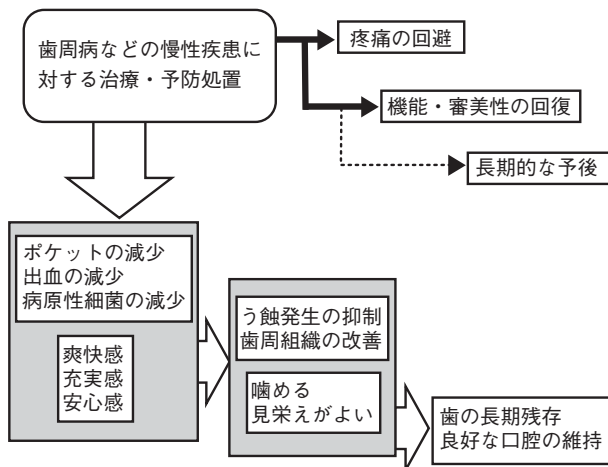 歯周病などの慢性疾患に
対する治療・予防処置
疼痛の回避
機能・審美性の回復
長期的な予後
ポケットの減少
出血の減少
病原性細菌の減少
爽快感
充実感
安心感
う蝕発生の抑制
歯周組織の改善
噛める
見栄えがよい
歯の長期残存
良好な口腔の維持